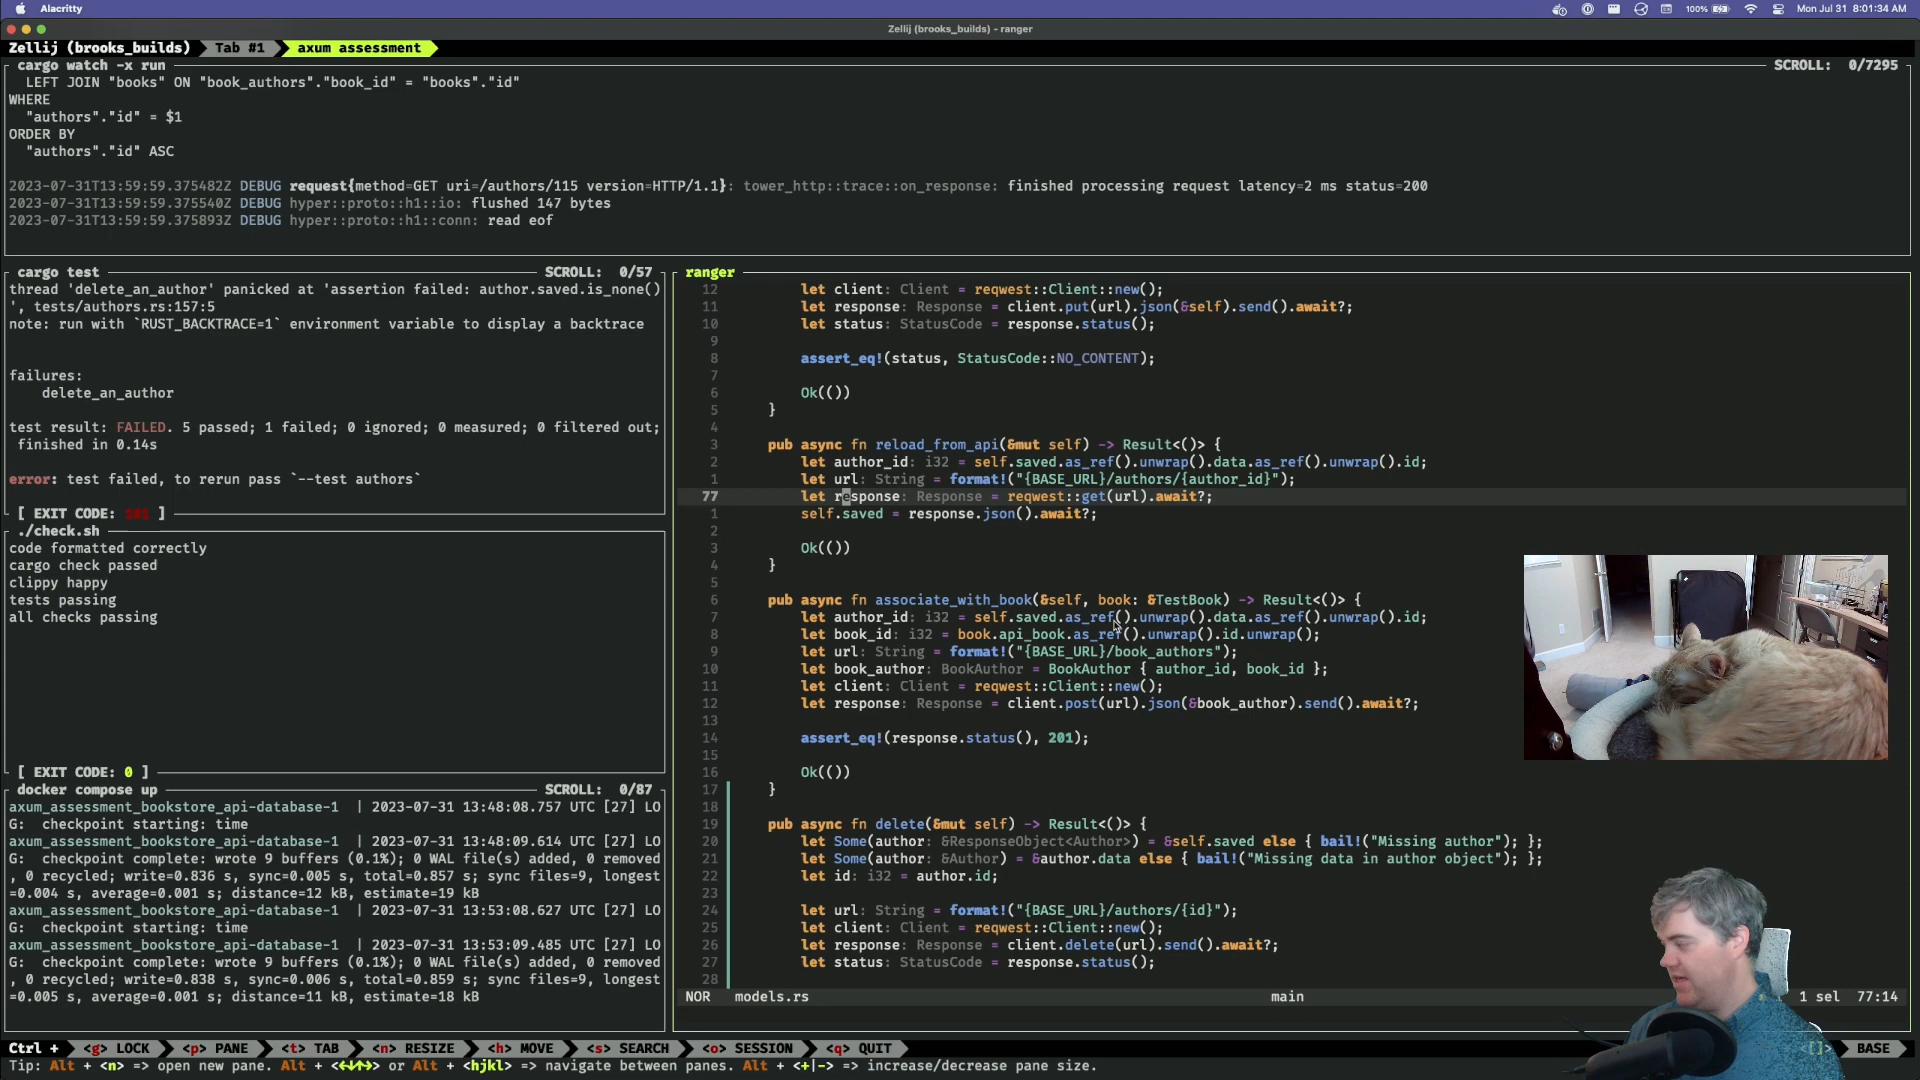 Alacritty
100%
Mon Jul 31 8:01:34 AM
Zellij (brooks_builds) - ranger
Zellij (brooks_builds) Tab #1 axum assessment
cargo watch -x run SCROLL: 0/7295
LEFT JOIN "books" ON "book_authors"."book_id" = "books"."id"
WHERE
"authors"."id" = $1
ORDER BY
"authors"."id" ASC
2023-07-31T13:59:59.375482Z DEBUG request{method=GET uri=/authors/115 version=HTTP/1.1}: tower_http::trace::on_response: finished processing request latency=2 ms status=200
2023-07-31T13:59:59.375540Z DEBUG hyper::proto::h1::io: flushed 147 bytes
2023-07-31T13:59:59.375893Z DEBUG hyper::proto::h1::conn: read eof
cargo test SCROLL: 0/57
thread 'delete_an_author' panicked at 'assertion failed: author.saved.is_none()
', tests/authors.rs:157:5
note: run with `RUST_BACKTRACE=1` environment variable to display a backtrace
failures:
delete_an_author
test result: FAILED. 5 passed; 1 failed; 0 ignored; 0 measured; 0 filtered out;
finished in 0.14s
error: test failed, to rerun pass `--test authors`
[ EXIT CODE: 101 ]
./check.sh
code formatted correctly
cargo check passed
clippy happy
tests passing
all checks passing
[ EXIT CODE: 0 ]
docker compose up SCROLL: 0/87
axum_assessment_bookstore_api-database-1 | 2023-07-31 13:48:08.757 UTC [27] LO
G: checkpoint starting: time
axum_assessment_bookstore_api-database-1 | 2023-07-31 13:48:09.614 UTC [27] LO
G: checkpoint complete: wrote 9 buffers (0.1%); 0 WAL file(s) added, 0 removed
, 0 recycled; write=0.836 s, sync=0.005 s, total=0.857 s; sync files=9, longest
=0.004 s, average=0.001 s; distance=12 kB, estimate=19 kB
axum_assessment_bookstore_api-database-1 | 2023-07-31 13:53:08.627 UTC [27] LO
G: checkpoint starting: time
axum_assessment_bookstore_api-database-1 | 2023-07-31 13:53:09.485 UTC [27] LO
G: checkpoint complete: wrote 9 buffers (0.1%); 0 WAL file(s) added, 0 removed
, 0 recycled; write=0.838 s, sync=0.006 s, total=0.859 s; sync files=9, longest
=0.005 s, average=0.001 s; distance=11 kB, estimate=18 kB
ranger
12 let client: Client = reqwest::Client::new();
11 let response: Response = client.put(url).json(&self).send().await?;
10 let status: StatusCode = response.status();
9
8 assert_eq!(status, StatusCode::NO_CONTENT);
7
6 Ok(())
5 }
4
3 pub async fn reload_from_api(&mut self) -> Result<()> {
2 let author_id: i32 = self.saved.as_ref().unwrap().data.as_ref().unwrap().id;
1 let url: String = format!("{BASE_URL}/authors/{author_id}");
77 let response: Response = reqwest::get(url).await?;
1 self.saved = response.json().await?;
2
3 Ok(())
4 }
5
6 pub async fn associate_with_book(&self, book: &TestBook) -> Result<()> {
7 let author_id: i32 = self.saved.as_ref().unwrap().data.as_ref().unwrap().id;
8 let book_id: i32 = book.api_book.as_ref().unwrap().id.unwrap();
9 let url: String = format!("{BASE_URL}/book_authors");
10 let book_author: BookAuthor = BookAuthor { author_id, book_id };
11 let client: Client = reqwest::Client::new();
12 let response: Response = client.post(url).json(&book_author).send().await?;
13
14 assert_eq!(response.status(), 201);
15
16 Ok(())
17 }
18
19 pub async fn delete(&mut self) -> Result<()> {
20 let Some(author: &ResponseObject<Author>) = &self.saved else { bail!("Missing author"); };
21 let Some(author: &Author) = &author.data else { bail!("Missing data in author object"); };
22 let id: i32 = author.id;
23
24 let url: String = format!("{BASE_URL}/authors/{id}");
25 let client: Client = reqwest::Client::new();
26 let response: Response = client.delete(url).send().await?;
27 let status: StatusCode = response.status();
28
NOR models.rs main 1 sel 77:14
Ctrl + <g> LOCK <p> PANE <t> TAB <n> RESIZE <h> MOVE <s> SEARCH <o> SESSION <q> QUIT <[]> BASE
Tip: Alt + <n> => open new pane. Alt + <←↓↑→> or Alt + <hjkl> => navigate between panes. Alt + <+|-> => increase/decrease pane size.